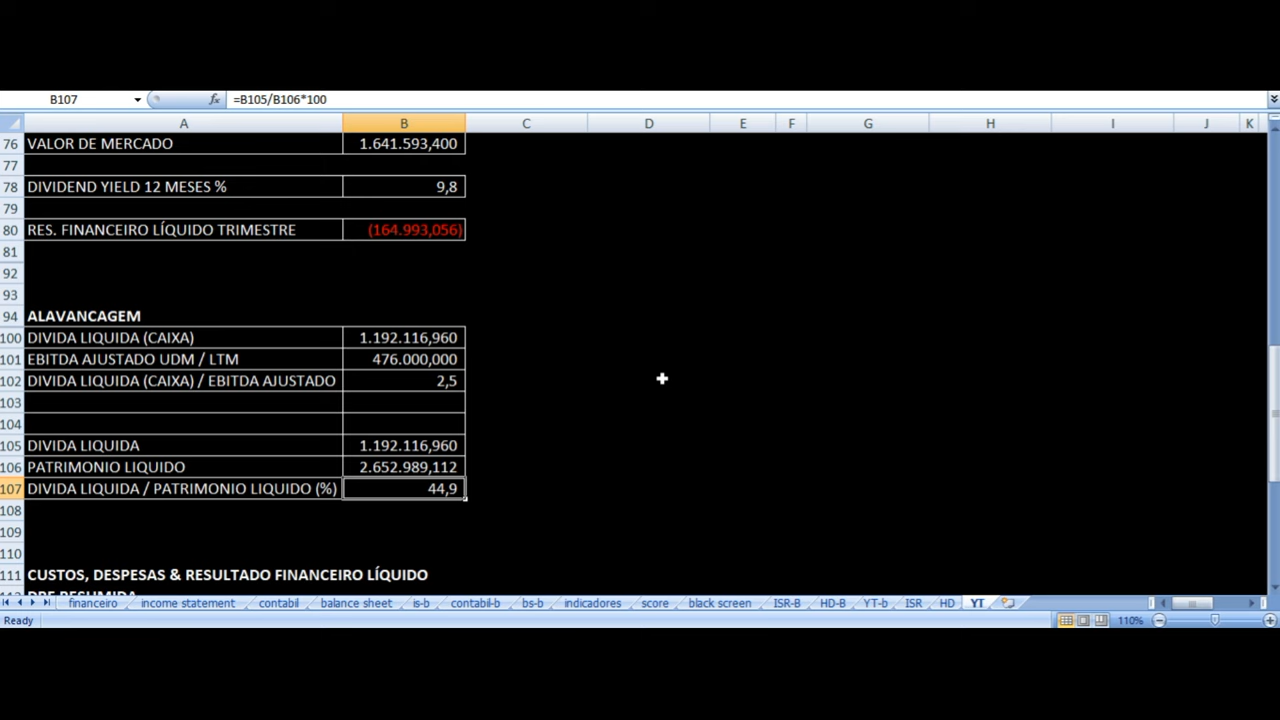 B107 fx =B105/B106*100
A B C D E F G H I J K
76 VALOR DE MERCADO 1.641.593,400
77
78 DIVIDEND YIELD 12 MESES % 9,8
79
80 RES. FINANCEIRO LÍQUIDO TRIMESTRE (164.993,056)
81
92
93
94 ALAVANCAGEM
100 DIVIDA LIQUIDA (CAIXA) 1.192.116,960
101 EBITDA AJUSTADO UDM / LTM 476.000,000
102 DIVIDA LIQUIDA (CAIXA) / EBITDA AJUSTADO 2,5
103
104
105 DIVIDA LIQUIDA 1.192.116,960
106 PATRIMONIO LIQUIDO 2.652.989,112
107 DIVIDA LIQUIDA / PATRIMONIO LIQUIDO (%) 44,9
108
109
110
111 CUSTOS, DESPESAS & RESULTADO FINANCEIRO LÍQUIDO
DRE RESUMIDA
financeiro income statement contabil balance sheet is-b contabil-b bs-b indicadores score black screen ISR-B HD-B YT-b ISR HD YT
Ready 110%